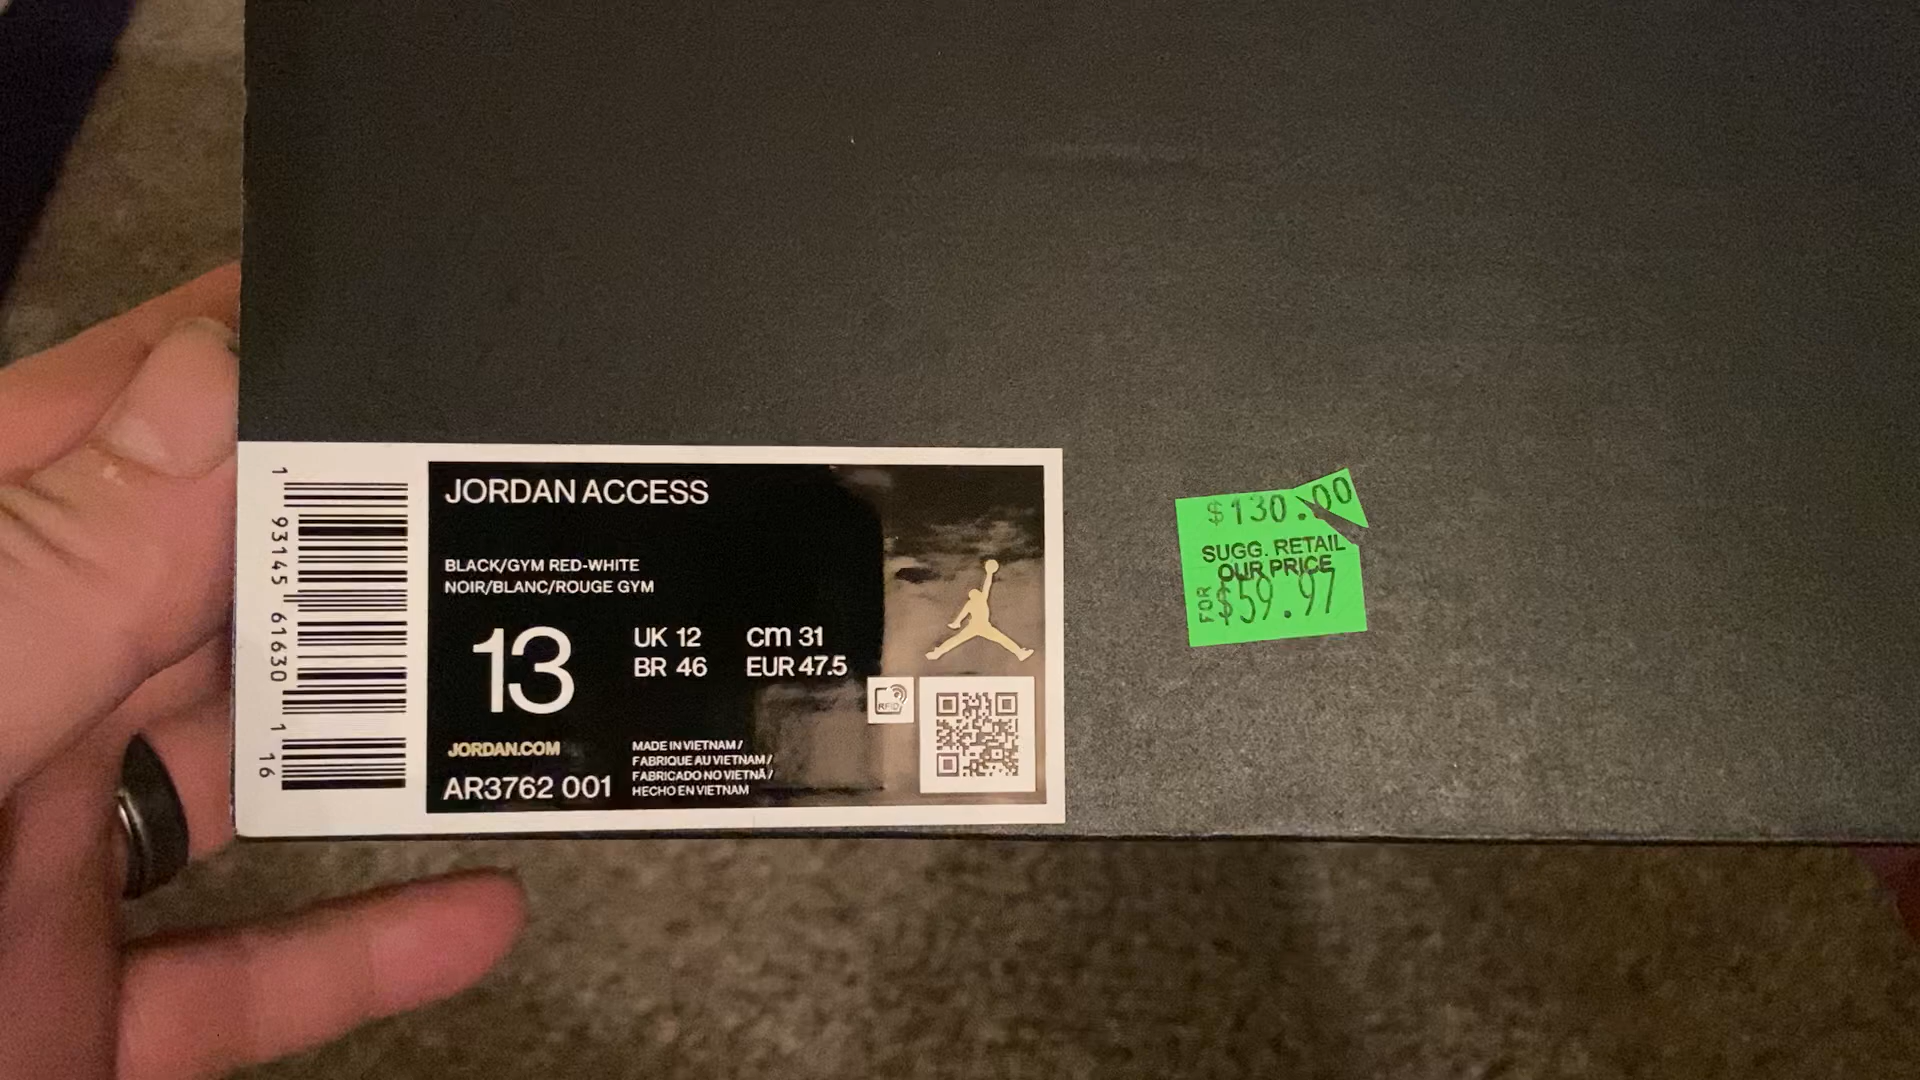 JORDAN ACCESS
BLACK/GYM RED-WHITE
NOIR/BLANC/ROUGE GYM
13
UK 12
BR 46
cm 31
EUR 47.5
RFID
JORDAN.COM
AR3762 001
MADE IN VIETNAM /
FABRIQUE AU VIETNAM /
FABRICADO NO VIETNÃ /
HECHO EN VIETNAM
1 93145 61630 1 16
$130.00
SUGG. RETAIL
OUR PRICE
FOR
$59.97